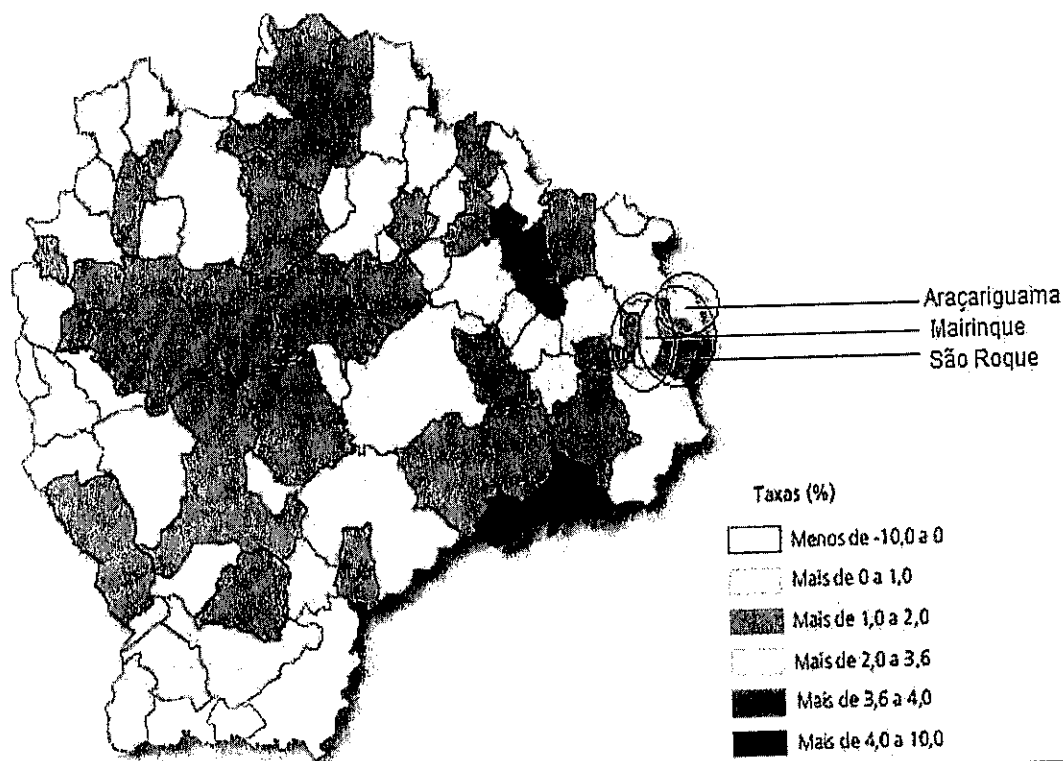 Araçariguama
Mairinque
São Roque
Taxas (%)
Menos de -10,0 a 0
Mais de 0 a 1,0
Mais de 1,0 a 2,0
Mais de 2,0 a 3,6
Mais de 3,6 a 4,0
Mais de 4,0 a 10,0